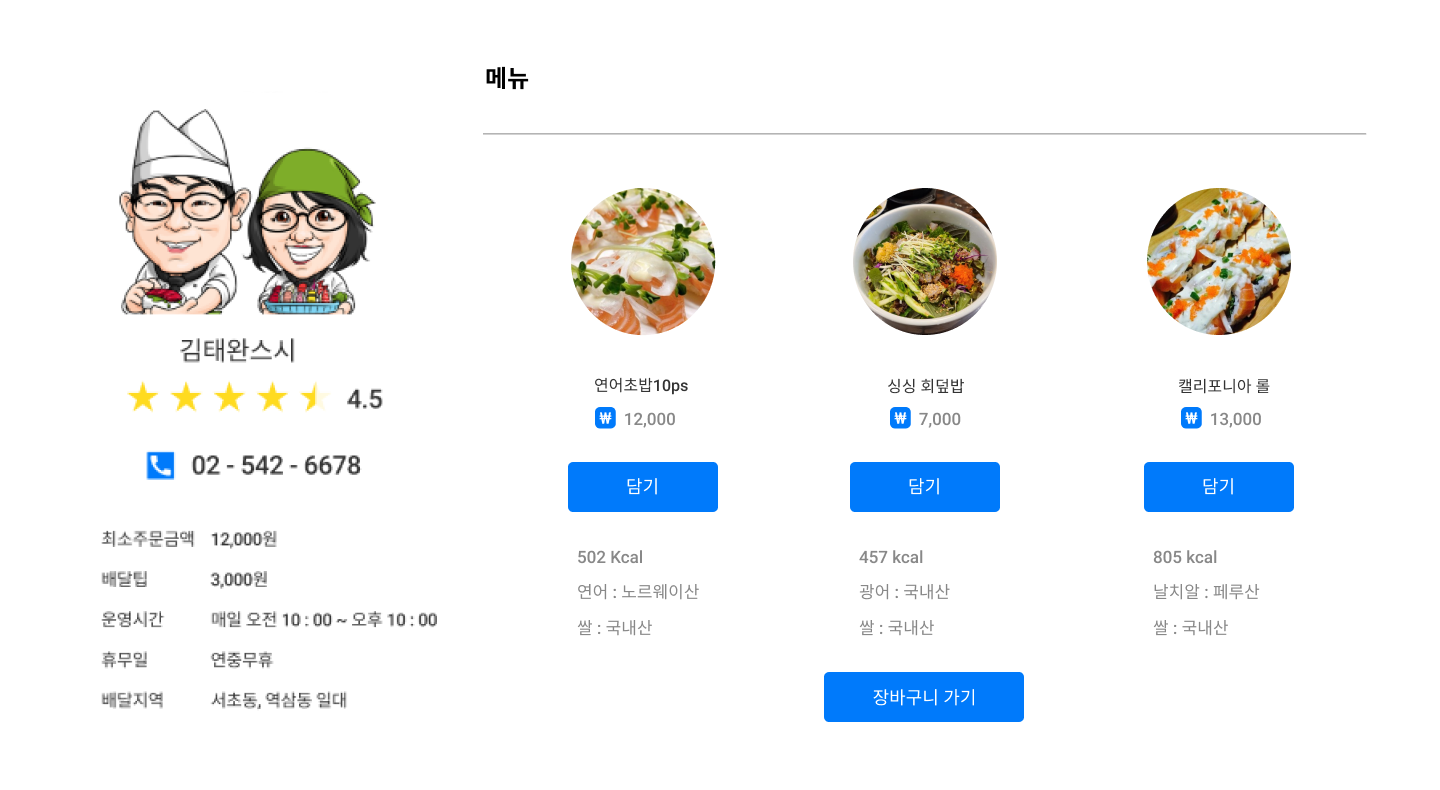 메뉴
김태완스시
4.5
02 - 542 - 6678
최소주문금액 12,000원
배달팁 3,000원
운영시간 매일 오전 10 : 00 ~ 오후 10 : 00
휴무일 연중무휴
배달지역 서초동, 역삼동 일대
연어초밥10ps
₩ 12,000
담기
502 Kcal
연어 : 노르웨이산
쌀 : 국내산
싱싱 회덮밥
₩ 7,000
담기
457 kcal
광어 : 국내산
쌀 : 국내산
캘리포니아 롤
₩ 13,000
담기
805 kcal
날치알 : 페루산
쌀 : 국내산
장바구니 가기